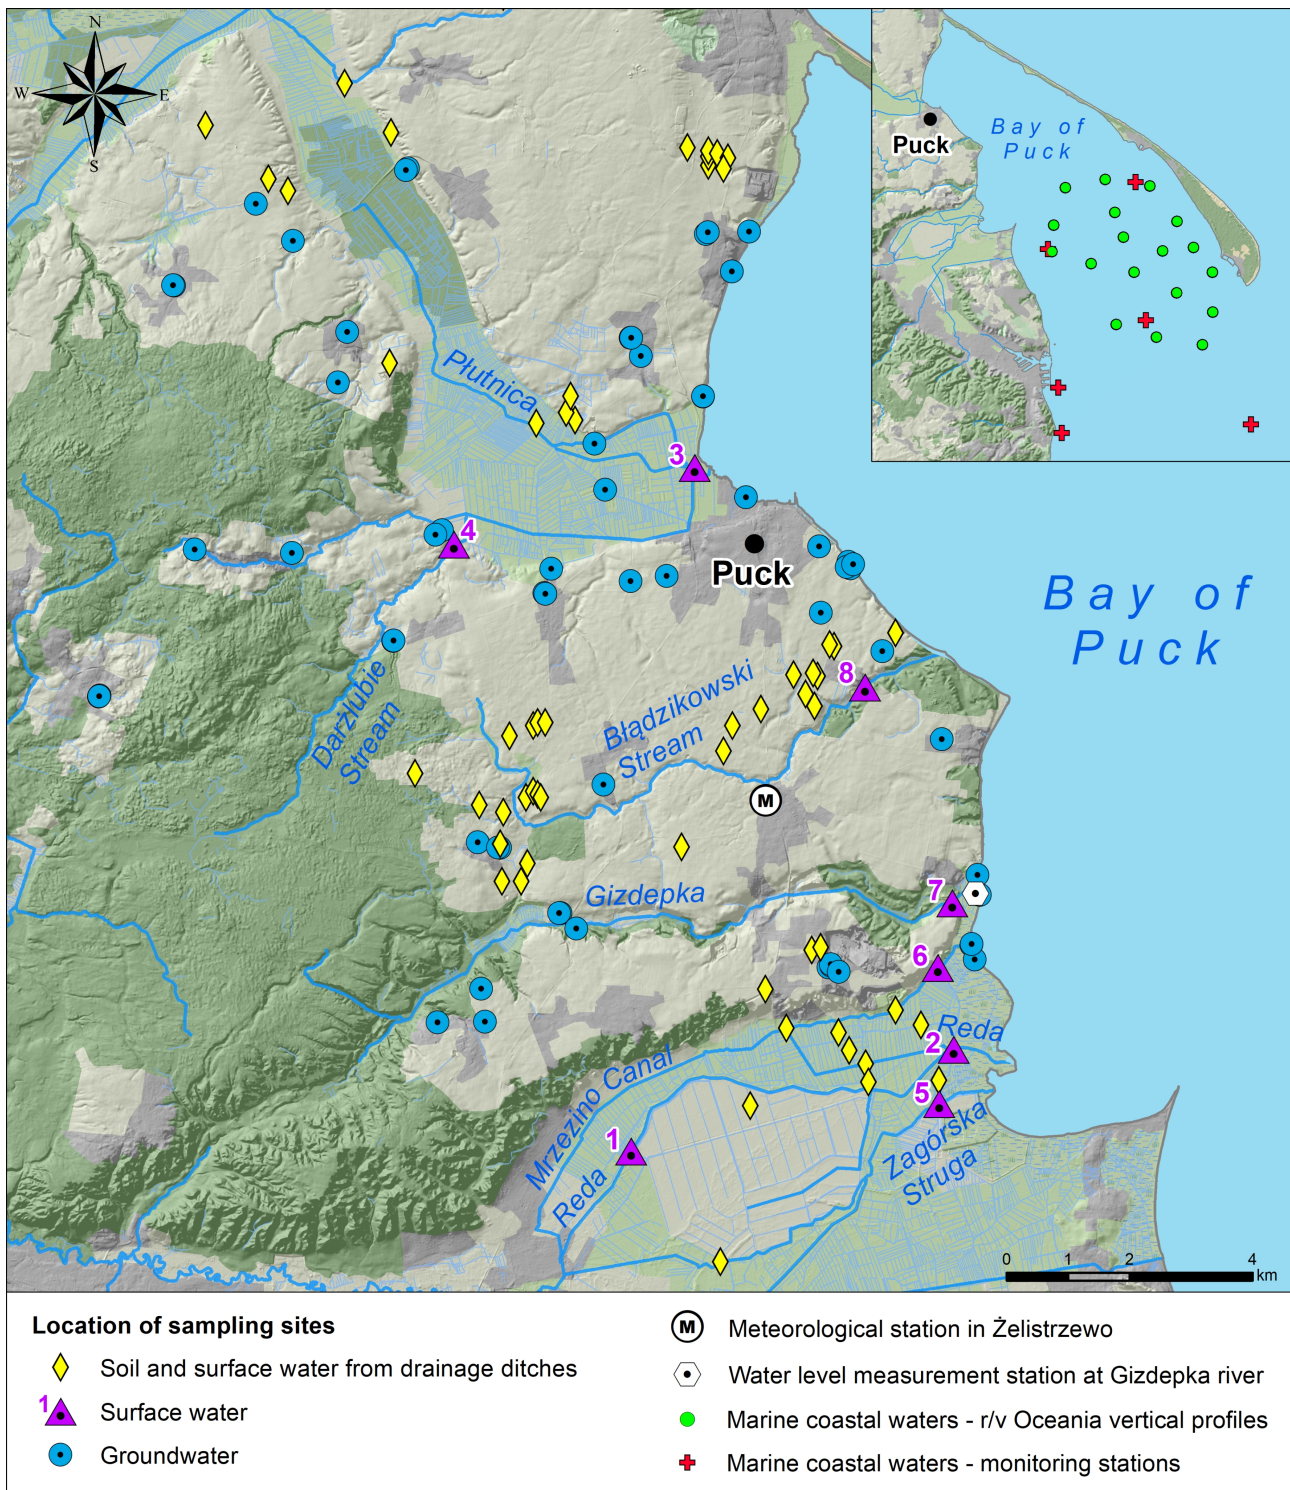 N
W
E
S
Puck
Bay of
Puck
Płutnica
3
4
Puck
Bay of
Puck
8
Błądzikowski
Stream
Darżlubie
Stream
M
Gizdepka
7
6
Reda
2
5
Mrzezino Canal
1
Reda
Zagórska
Struga
0 1 2 4
km
Location of sampling sites
Soil and surface water from drainage ditches
1 Surface water
Groundwater
M Meteorological station in Żelistrzewo
Water level measurement station at Gizdepka river
Marine coastal waters - r/v Oceania vertical profiles
Marine coastal waters - monitoring stations